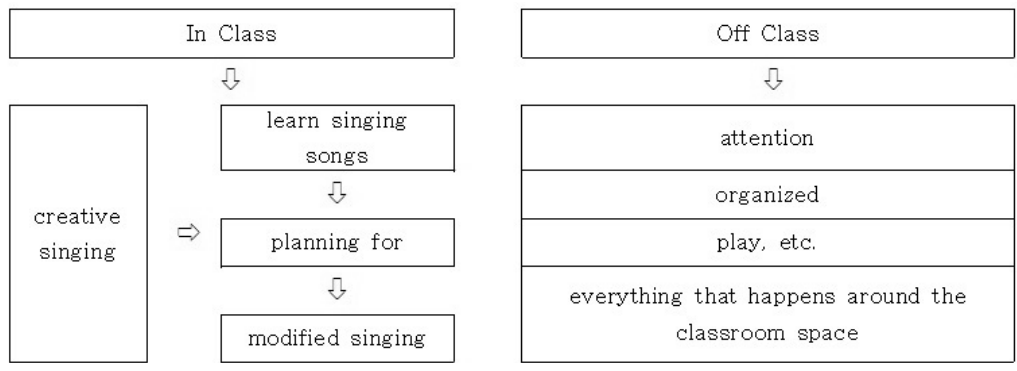 In Class
creative
singing
learn singing
songs
planning for
modified singing
Off Class
attention
organized
play, etc.
everything that happens around the
classroom space